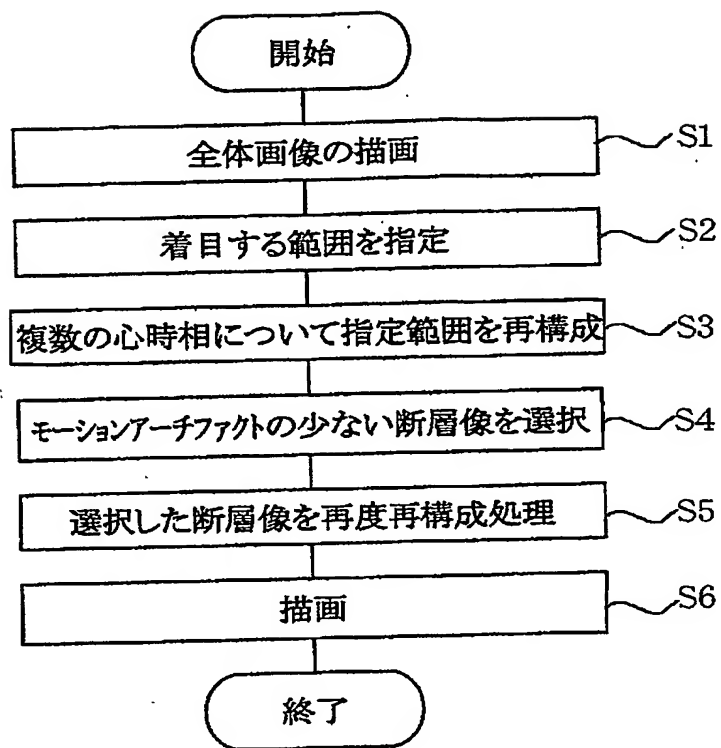 開始
全体画像の描画
S1
着目する範囲を指定
S2
複数の心時相について指定範囲を再構成
S3
モーションアーチファクトの少ない断層像を選択
S4
選択した断層像を再度再構成処理
S5
描画
S6
終了